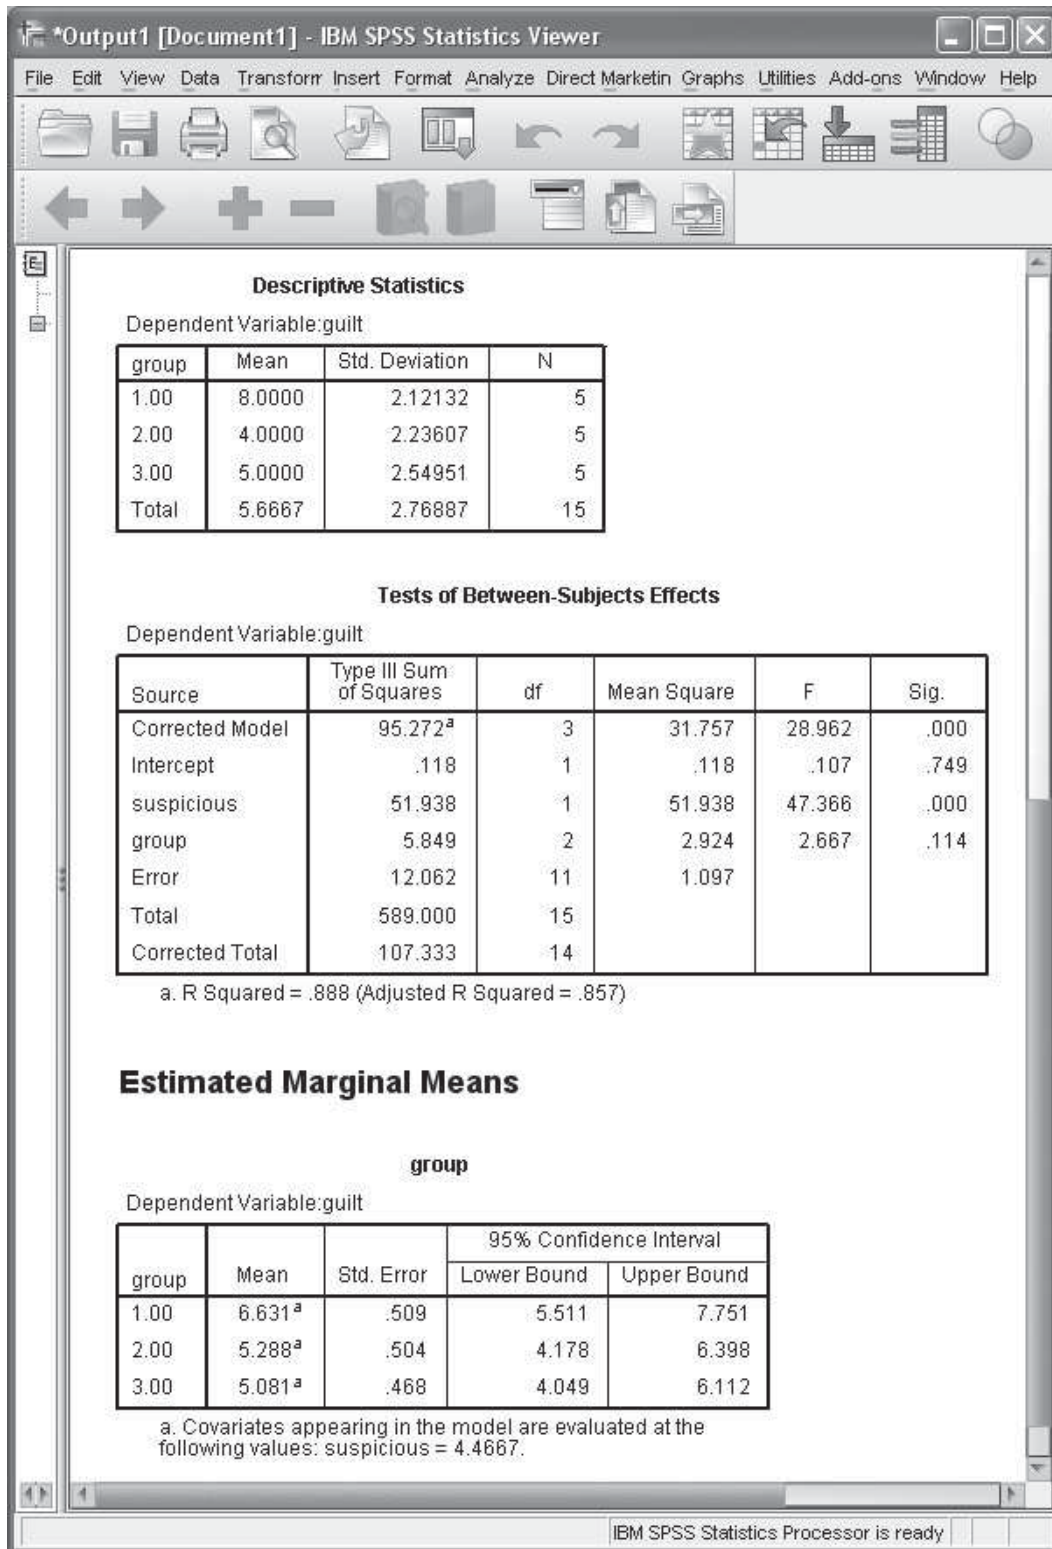 *Output1 [Document1] - IBM SPSS Statistics Viewer
File Edit View Data Transforr Insert Format Analyze Direct Marketin Graphs Utilities Add-ons Window Help
Descriptive Statistics
Dependent Variable:guilt
group Mean Std. Deviation N
1.00 8.0000 2.12132 5
2.00 4.0000 2.23607 5
3.00 5.0000 2.54951 5
Total 5.6667 2.76887 15
Tests of Between-Subjects Effects
Dependent Variable:guilt
Type III Sum
Source of Squares df Mean Square F Sig.
Corrected Model 95.272a 3 31.757 28.962 .000
Intercept .118 1 .118 .107 .749
suspicious 51.938 1 51.938 47.366 .000
group 5.849 2 2.924 2.667 .114
Error 12.062 11 1.097
Total 589.000 15
Corrected Total 107.333 14
a. R Squared = .888 (Adjusted R Squared = .857)
Estimated Marginal Means
group
Dependent Variable:guilt
95% Confidence Interval
group Mean Std. Error Lower Bound Upper Bound
1.00 6.631a .509 5.511 7.751
2.00 5.288a .504 4.178 6.398
3.00 5.081a .468 4.049 6.112
a. Covariates appearing in the model are evaluated at the
following values: suspicious = 4.4667.
IBM SPSS Statistics Processor is ready